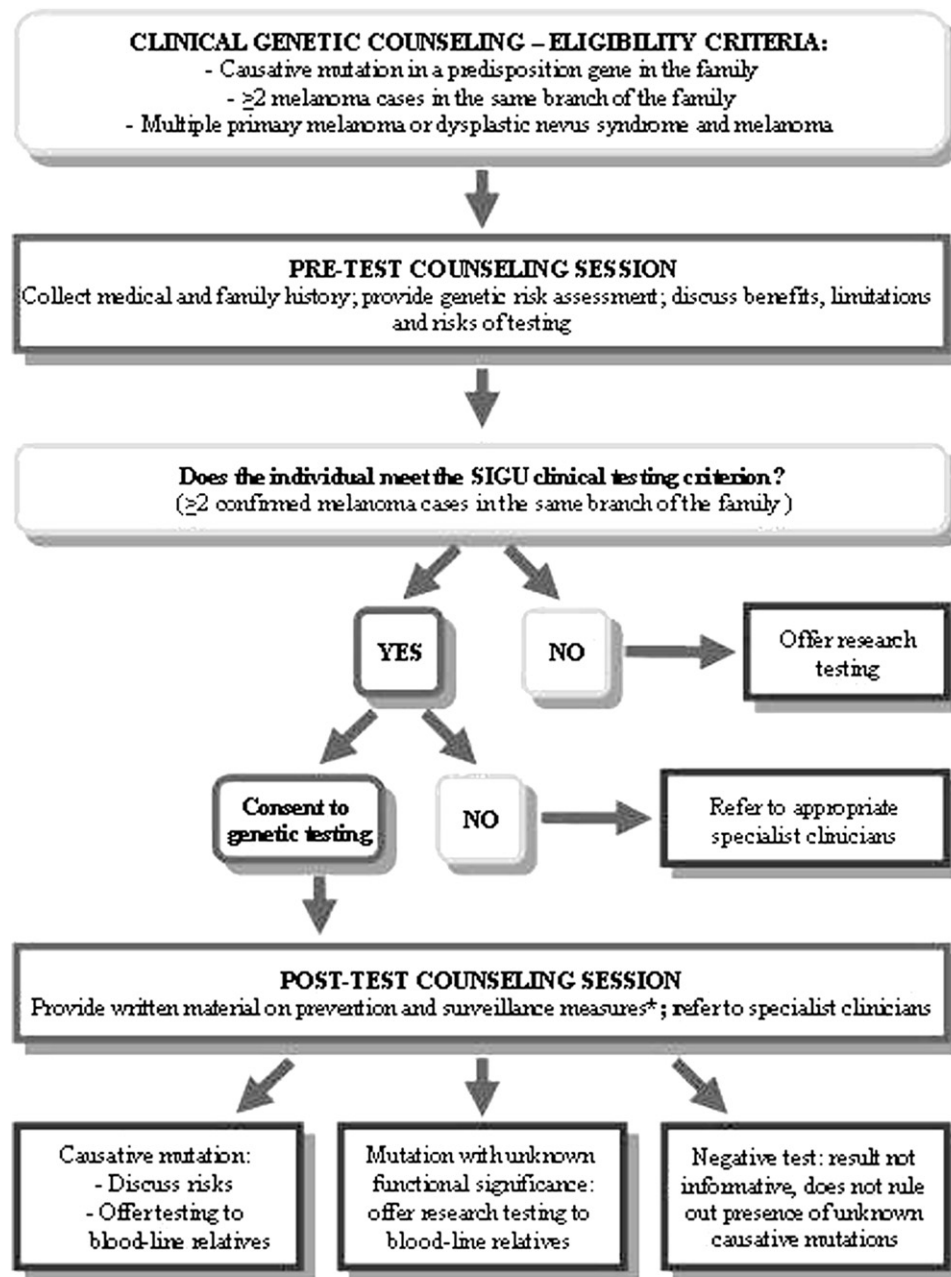 CLINICAL GENETIC COUNSELING – ELIGIBILITY CRITERIA:
- Causative mutation in a predisposition gene in the family
- ≥2 melanoma cases in the same branch of the family
- Multiple primary melanoma or dysplastic nevus syndrome and melanoma
PRE-TEST COUNSELING SESSION
Collect medical and family history; provide genetic risk assessment; discuss benefits, limitations
and risks of testing
Does the individual meet the SIGU clinical testing criterion?
(≥2 confirmed melanoma cases in the same branch of the family)
YES
NO
Offer research
testing
Consent to
genetic testing
NO
Refer to appropriate
specialist clinicians
POST-TEST COUNSELING SESSION
Provide written material on prevention and surveillance measures*; refer to specialist clinicians
Causative mutation:
- Discuss risks
- Offer testing to
blood-line relatives
Mutation with unknown
functional significance:
offer research testing to
blood-line relatives
Negative test: result not
informative, does not rule
out presence of unknown
causative mutations